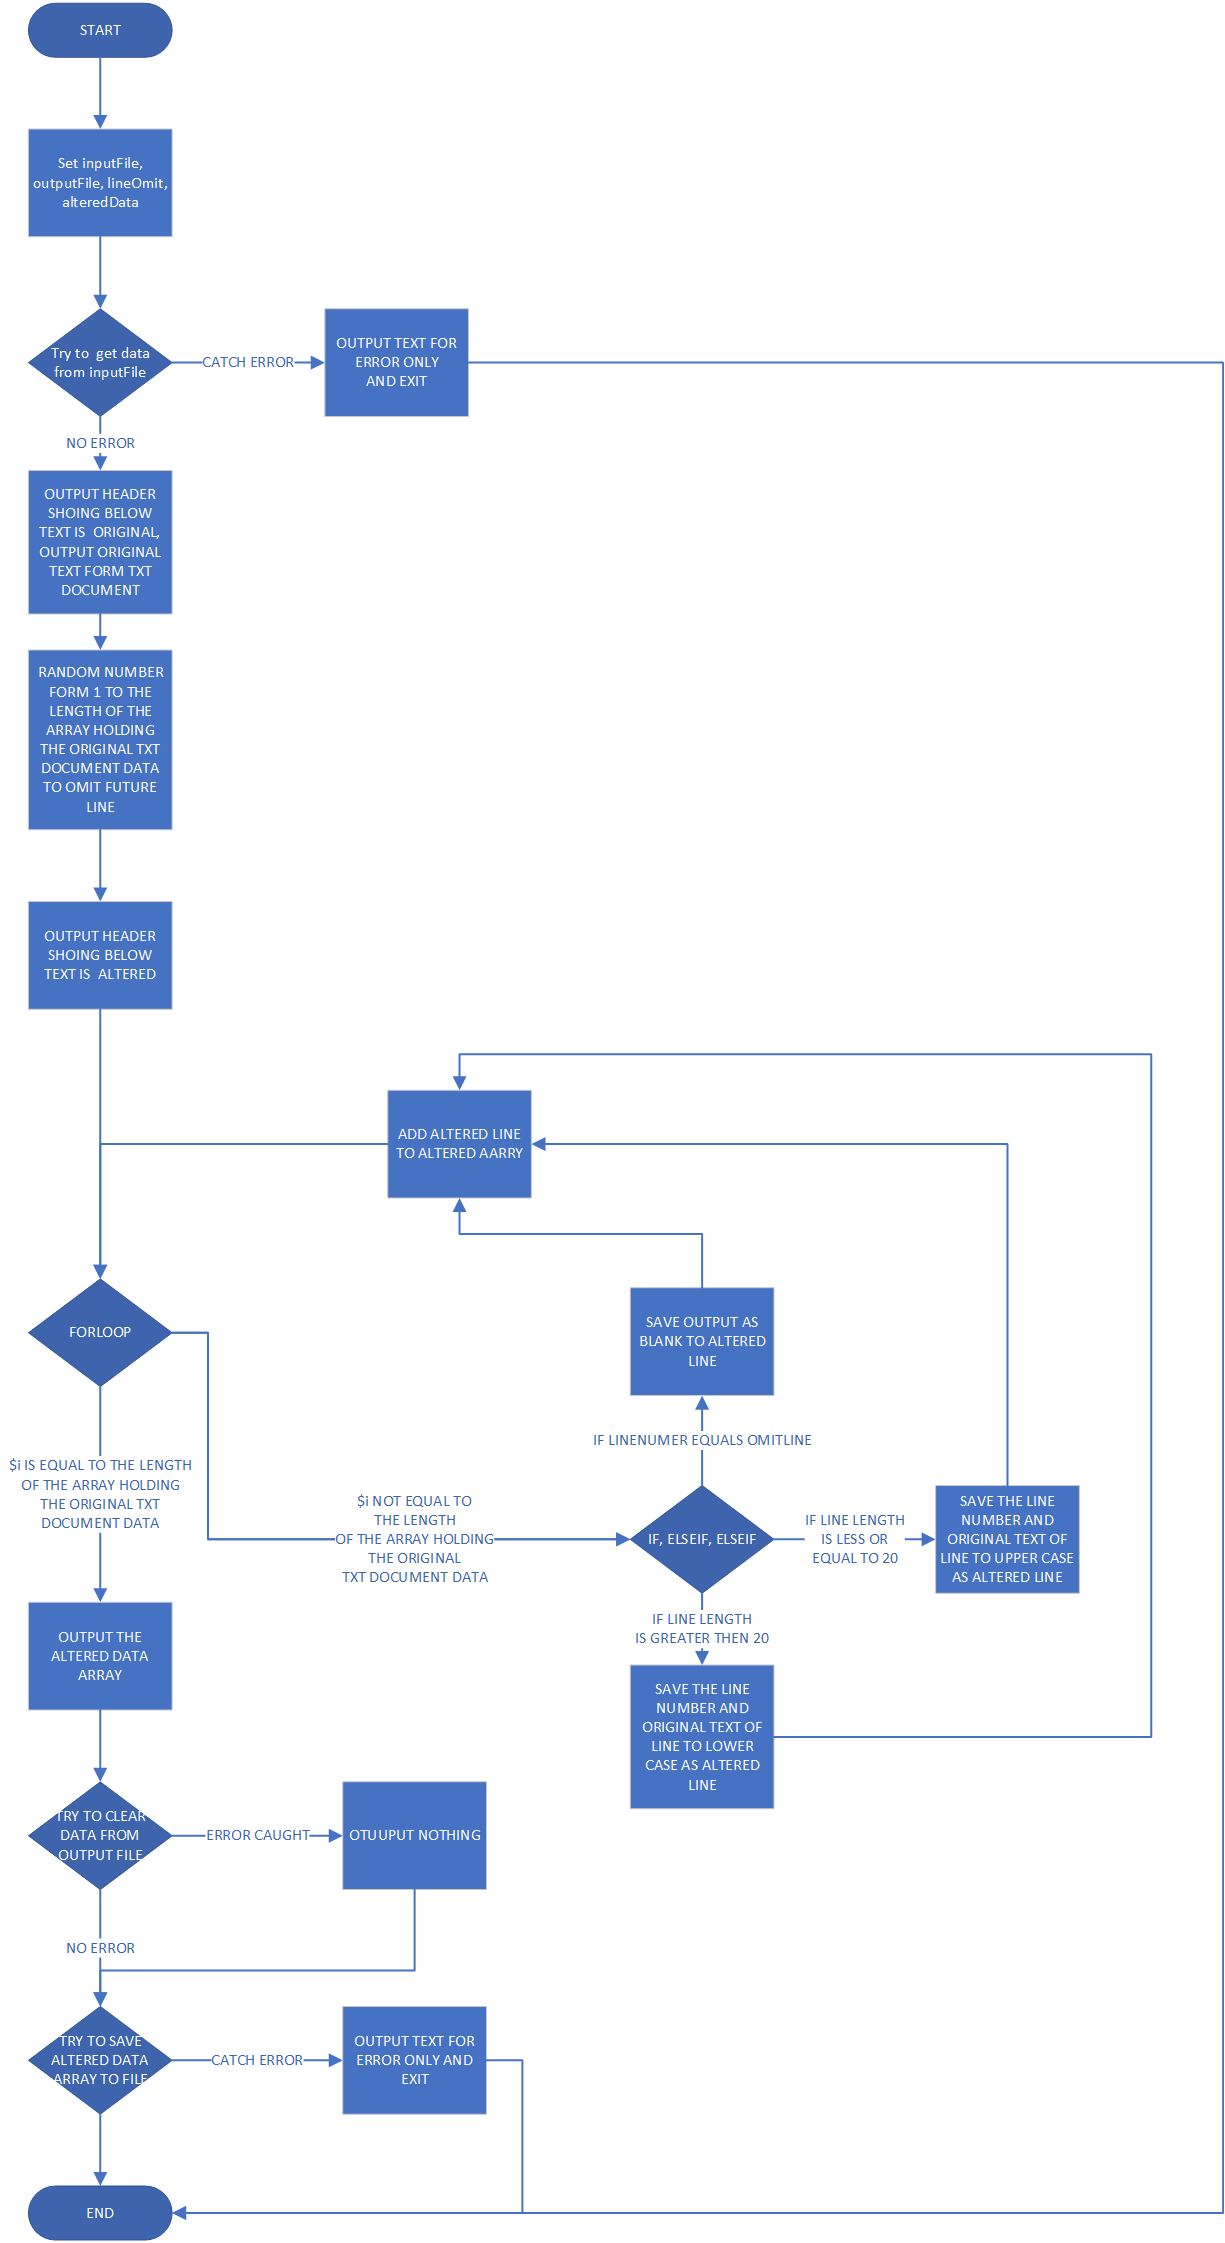 START
Set inputFile,
outputFile, lineOmit,
alteredData
Try to  get data
from inputFile
CATCH ERROR
OUTPUT TEXT FOR
ERROR ONLY
AND EXIT
NO ERROR
OUTPUT HEADER
SHOING BELOW
TEXT IS  ORIGINAL,
OUTPUT ORIGINAL
TEXT FORM TXT
DOCUMENT
RANDOM NUMBER
FORM 1 TO THE
LENGTH OF THE
ARRAY HOLDING
THE ORIGINAL TXT
DOCUMENT DATA
TO OMIT FUTURE
LINE
OUTPUT HEADER
SHOING BELOW
TEXT IS  ALTERED
ADD ALTERED LINE
TO ALTERED AARRY
FORLOOP
SAVE OUTPUT AS
BLANK TO ALTERED
LINE
IF LINENUMER EQUALS OMITLINE
$i IS EQUAL TO THE LENGTH
OF THE ARRAY HOLDING
THE ORIGINAL TXT
DOCUMENT DATA
$i NOT EQUAL TO
THE LENGTH
OF THE ARRAY HOLDING
THE ORIGINAL
TXT DOCUMENT DATA
IF, ELSEIF, ELSEIF
IF LINE LENGTH
IS LESS OR
EQUAL TO 20
SAVE THE LINE
NUMBER AND
ORIGINAL TEXT OF
LINE TO UPPER CASE
AS ALTERED LINE
IF LINE LENGTH
IS GREATER THEN 20
OUTPUT THE
ALTERED DATA
ARRAY
SAVE THE LINE
NUMBER AND
ORIGINAL TEXT OF
LINE TO LOWER
CASE AS ALTERED
LINE
TRY TO CLEAR
DATA FROM
OUTPUT FILE
ERROR CAUGHT
OTUUPUT NOTHING
NO ERROR
TRY TO SAVE
ALTERED DATA
ARRAY TO FILE
CATCH ERROR
OUTPUT TEXT FOR
ERROR ONLY AND
EXIT
END